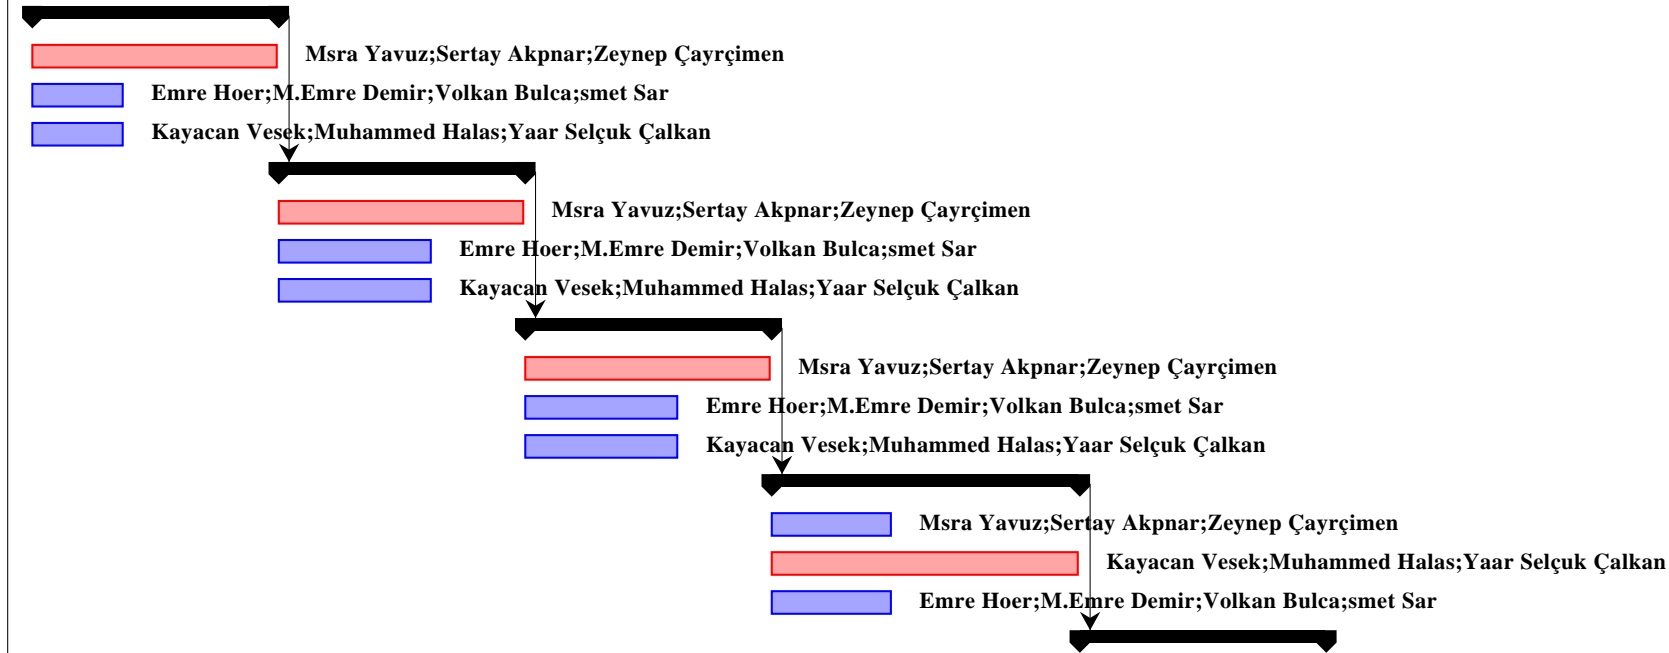 Msra Yavuz;Sertay Akpnar;Zeynep Çayrçimen
Emre Hoer;M.Emre Demir;Volkan Bulca;smet Sar
Kayacan Vesek;Muhammed Halas;Yaar Selçuk Çalkan
Msra Yavuz;Sertay Akpnar;Zeynep Çayrçimen
Emre Hoer;M.Emre Demir;Volkan Bulca;smet Sar
Kayacan Vesek;Muhammed Halas;Yaar Selçuk Çalkan
Msra Yavuz;Sertay Akpnar;Zeynep Çayrçimen
Emre Hoer;M.Emre Demir;Volkan Bulca;smet Sar
Kayacan Vesek;Muhammed Halas;Yaar Selçuk Çalkan
Msra Yavuz;Sertay Akpnar;Zeynep Çayrçimen
Kayacan Vesek;Muhammed Halas;Yaar Selçuk Çalkan
Emre Hoer;M.Emre Demir;Volkan Bulca;smet Sar